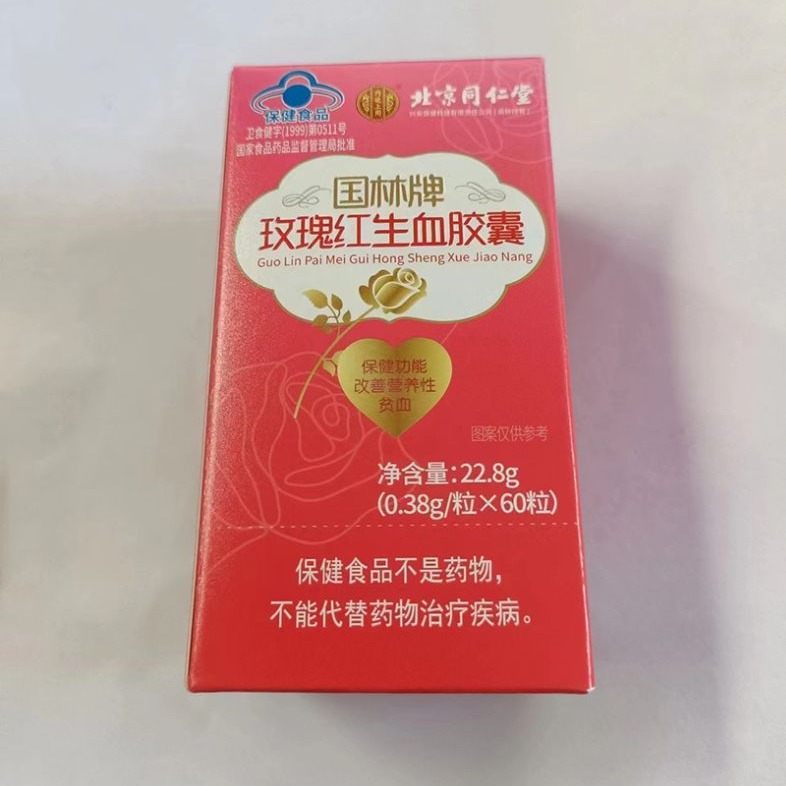 保健食品
卫食健字(1999)第0511号
国家食品药品监督管理局批准
北京同仁堂
国林牌
玫瑰红生血胶囊
Guo Lin Pai Mei Gui Hong Sheng Xue Jiao Nang
保健功能
改善营养性
贫血
图案仅供参考
净含量:22.8g
(0.38g/粒×60粒)
保健食品不是药物,
不能代替药物治疗疾病。